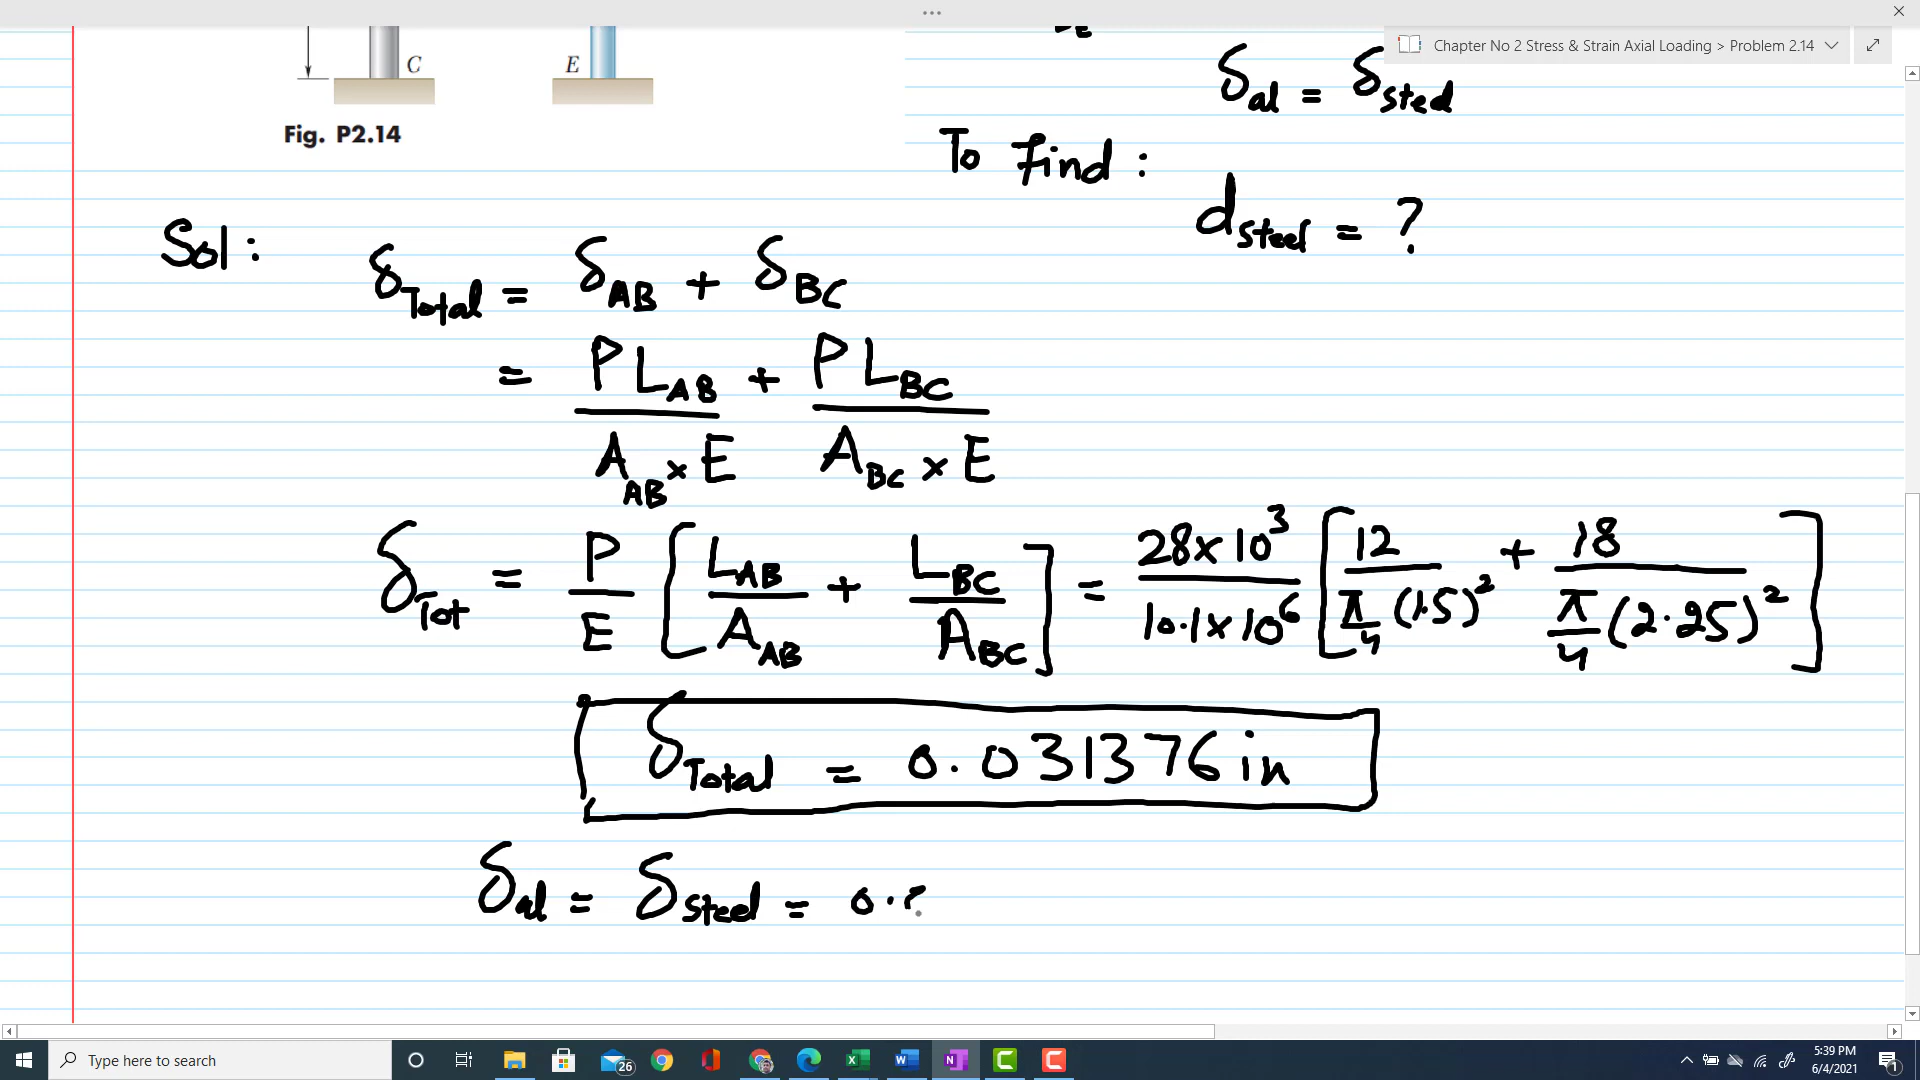 Chapter No 2 Stress & Strain Axial Loading > Problem 2.14
C
E
Fig. P2.14
δal = δsteel
To find :
dsteel = ?
Sol :
δTotal = δAB + δBC
= PLAB / AAB × E + PLBC / ABC × E
δTot = P/E [LAB/AAB + LBC/ABC] = 28×10³ / 10.1×10⁶ [12 / π/4 (1.5)² + 18 / π/4 (2.25)²]
δTotal = 0.031376 in
δal = δsteel = 0.
Type here to search
26
5:39 PM
6/4/2021
1